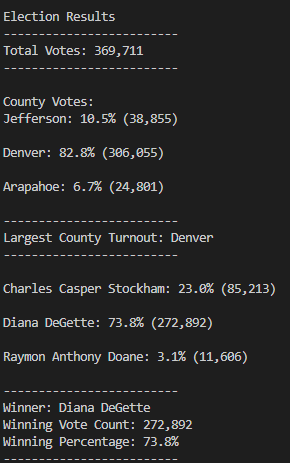 Election Results
-------------------------
Total Votes: 369,711
-------------------------
County Votes:
Jefferson: 10.5% (38,855)
Denver: 82.8% (306,055)
Arapahoe: 6.7% (24,801)
-------------------------
Largest County Turnout: Denver
-------------------------
Charles Casper Stockham: 23.0% (85,213)
Diana DeGette: 73.8% (272,892)
Raymon Anthony Doane: 3.1% (11,606)
-------------------------
Winner: Diana DeGette
Winning Vote Count: 272,892
Winning Percentage: 73.8%
-------------------------